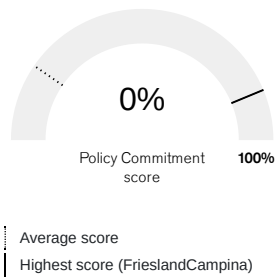 0%
Policy Commitment
score
100%
Average score
Highest score (FrieslandCampina)